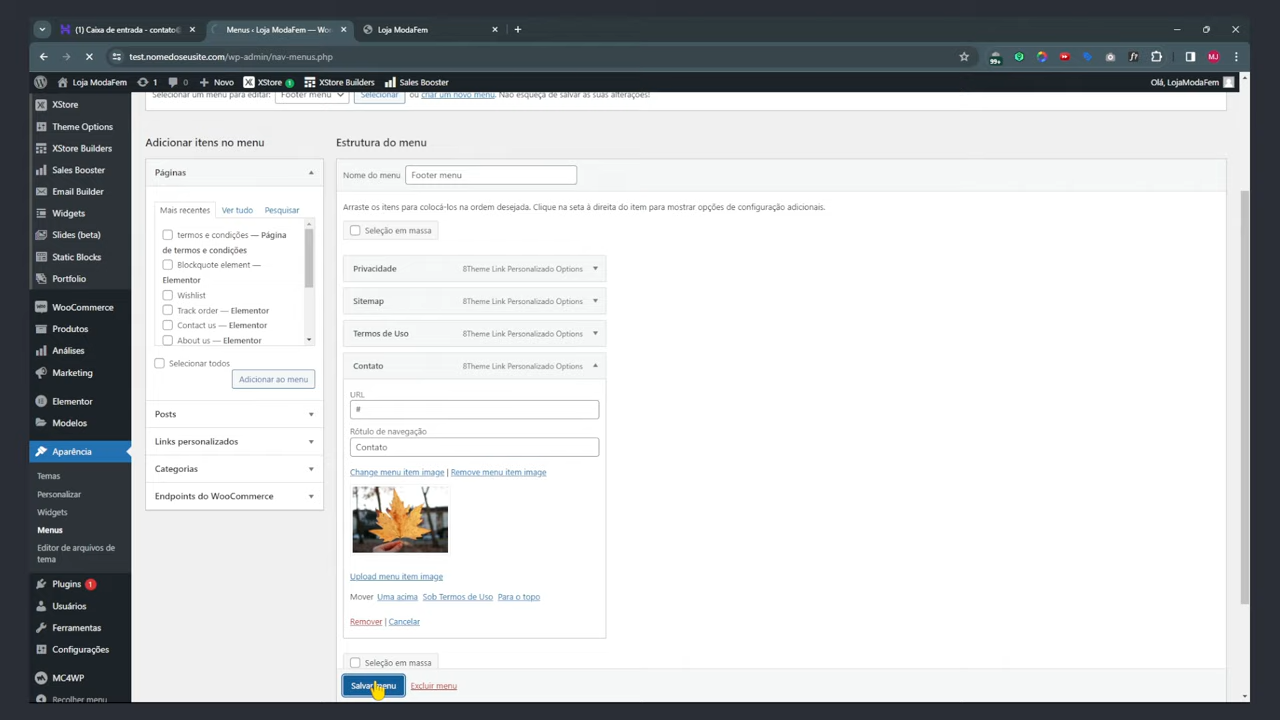 (1) Caixa de entrada - contato@
Menus ‹ Loja ModaFem — Wo
Loja ModaFem
test.nomedoseusite.com/wp-admin/nav-menus.php
99+
MJ
Loja ModaFem
1
0
Novo
XStore
1
XStore Builders
Sales Booster
Olá, LojaModaFem
XStore
Theme Options
XStore Builders
Sales Booster
Email Builder
Widgets
Slides (beta)
Static Blocks
Portfolio
WooCommerce
Produtos
Análises
Marketing
Elementor
Modelos
Aparência
Temas
Personalizar
Widgets
Menus
Editor de arquivos de
tema
Plugins 1
Usuários
Ferramentas
Configurações
MC4WP
Recolher menu
Selecionar um menu para editar: Footer menu Selecionar ou criar um novo menu. Não esqueça de salvar as suas alterações!
Adicionar itens no menu
Páginas
Mais recentes Ver tudo Pesquisar
termos e condições — Página
de termos e condições
Blockquote element —
Elementor
Wishlist
Track order — Elementor
Contact us — Elementor
About us — Elementor
Selecionar todos
Adicionar ao menu
Posts
Links personalizados
Categorias
Endpoints do WooCommerce
Estrutura do menu
Nome do menu Footer menu
Arraste os itens para colocá-los na ordem desejada. Clique na seta à direita do item para mostrar opções de configuração adicionais.
Seleção em massa
Privacidade 8Theme Link Personalizado Options
Sitemap 8Theme Link Personalizado Options
Termos de Uso 8Theme Link Personalizado Options
Contato 8Theme Link Personalizado Options
URL
#
Rótulo de navegação
Contato
Change menu item image | Remove menu item image
Upload menu item image
Mover Uma acima Sob Termos de Uso Para o topo
Remover | Cancelar
Seleção em massa
Salvar menu Excluir menu